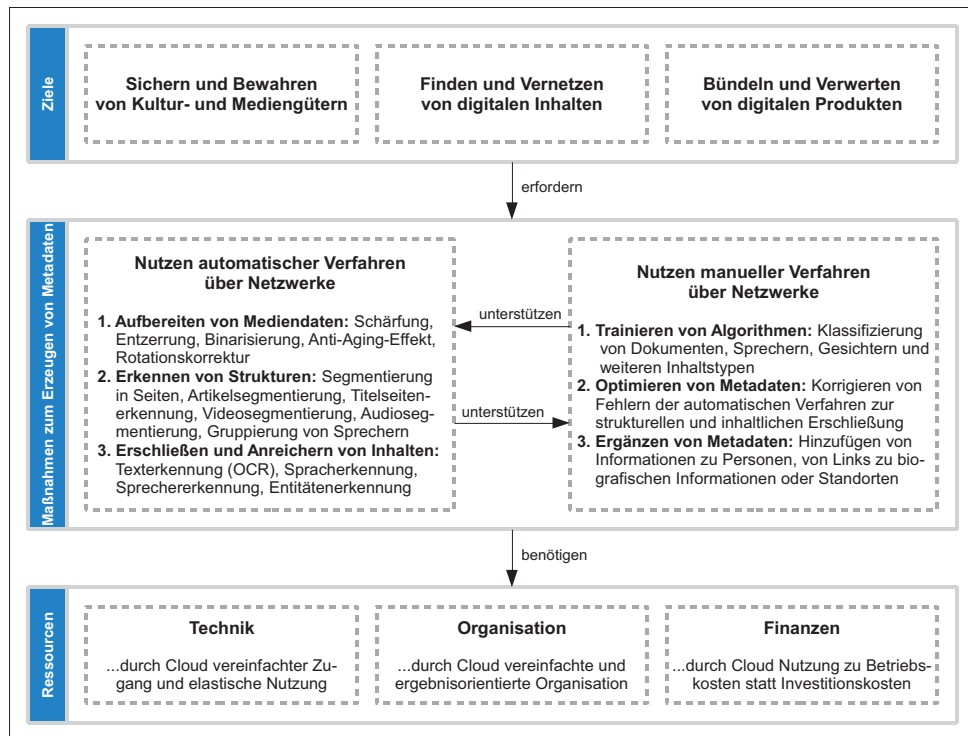 Ziele
Sichern und Bewahren
von Kultur- und Mediengütern
Finden und Vernetzen
von digitalen Inhalten
Bündeln und Verwerten
von digitalen Produkten
erfordern
Maßnahmen zum Erzeugen von Metadaten
Nutzen automatischer Verfahren
über Netzwerke
1. Aufbereiten von Mediendaten: Schärfung,
Entzerrung, Binarisierung, Anti-Aging-Effekt,
Rotationskorrektur
2. Erkennen von Strukturen: Segmentierung
in Seiten, Artikelsegmentierung, Titelseiten-
erkennung, Videosegmentierung, Audioseg-
mentierung, Gruppierung von Sprechern
3. Erschließen und Anreichern von Inhalten:
Texterkennung (OCR), Spracherkennung,
Sprechererkennung, Entitätenerkennung
unterstützen
unterstützen
Nutzen manueller Verfahren
über Netzwerke
1. Trainieren von Algorithmen: Klassifizierung
von Dokumenten, Sprechern, Gesichtern und
weiteren Inhaltstypen
2. Optimieren von Metadaten: Korrigieren von
Fehlern der automatischen Verfahren zur
strukturellen und inhaltlichen Erschließung
3. Ergänzen von Metadaten: Hinzufügen von
Informationen zu Personen, von Links zu bio-
grafischen Informationen oder Standorten
benötigen
Ressourcen
Technik
...durch Cloud vereinfachter Zu-
gang und elastische Nutzung
Organisation
...durch Cloud vereinfachte und
ergebnisorientierte Organisation
Finanzen
...durch Cloud Nutzung zu Betriebs-
kosten statt Investitionskosten